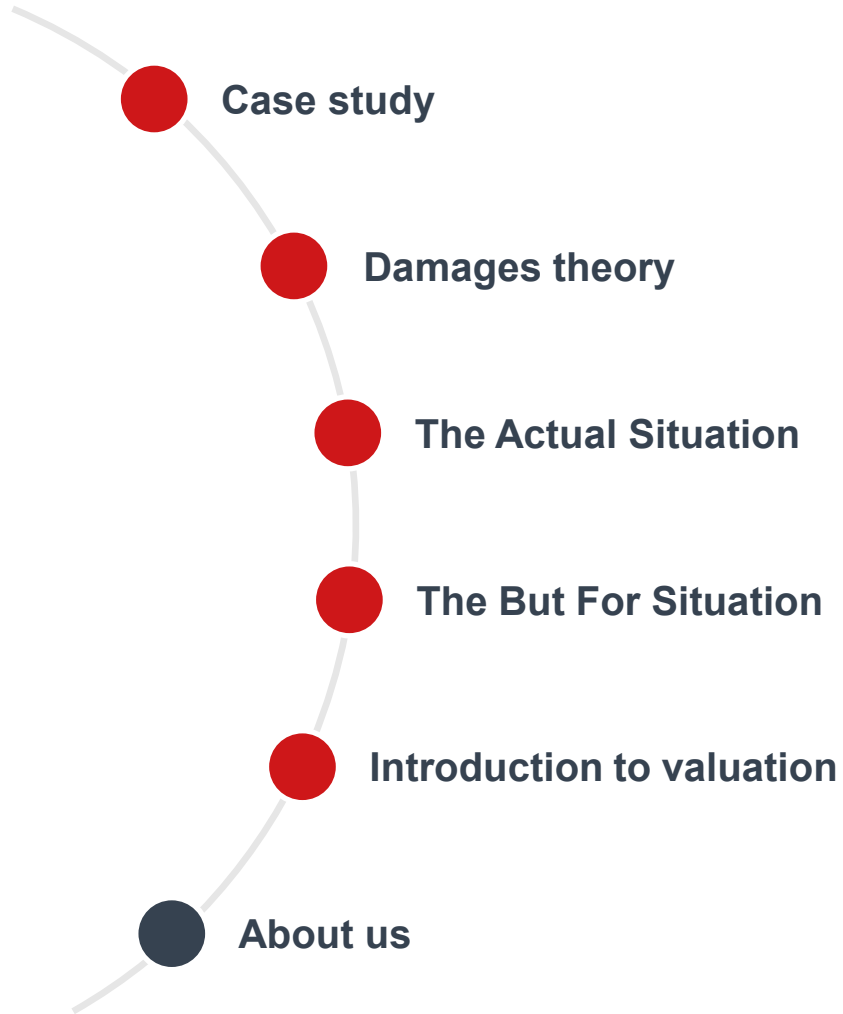 Case study
Damages theory
The Actual Situation
The But For Situation
Introduction to valuation
About us